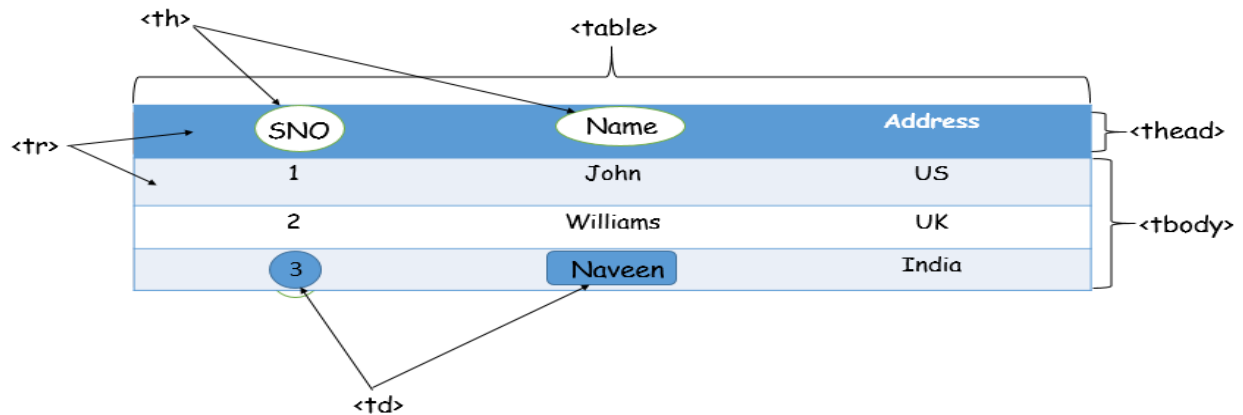 <th>
<table>
SNO Name Address
<thead>
<tr>
1 John US
2 Williams UK
<tbody>
3 Naveen India
<td>